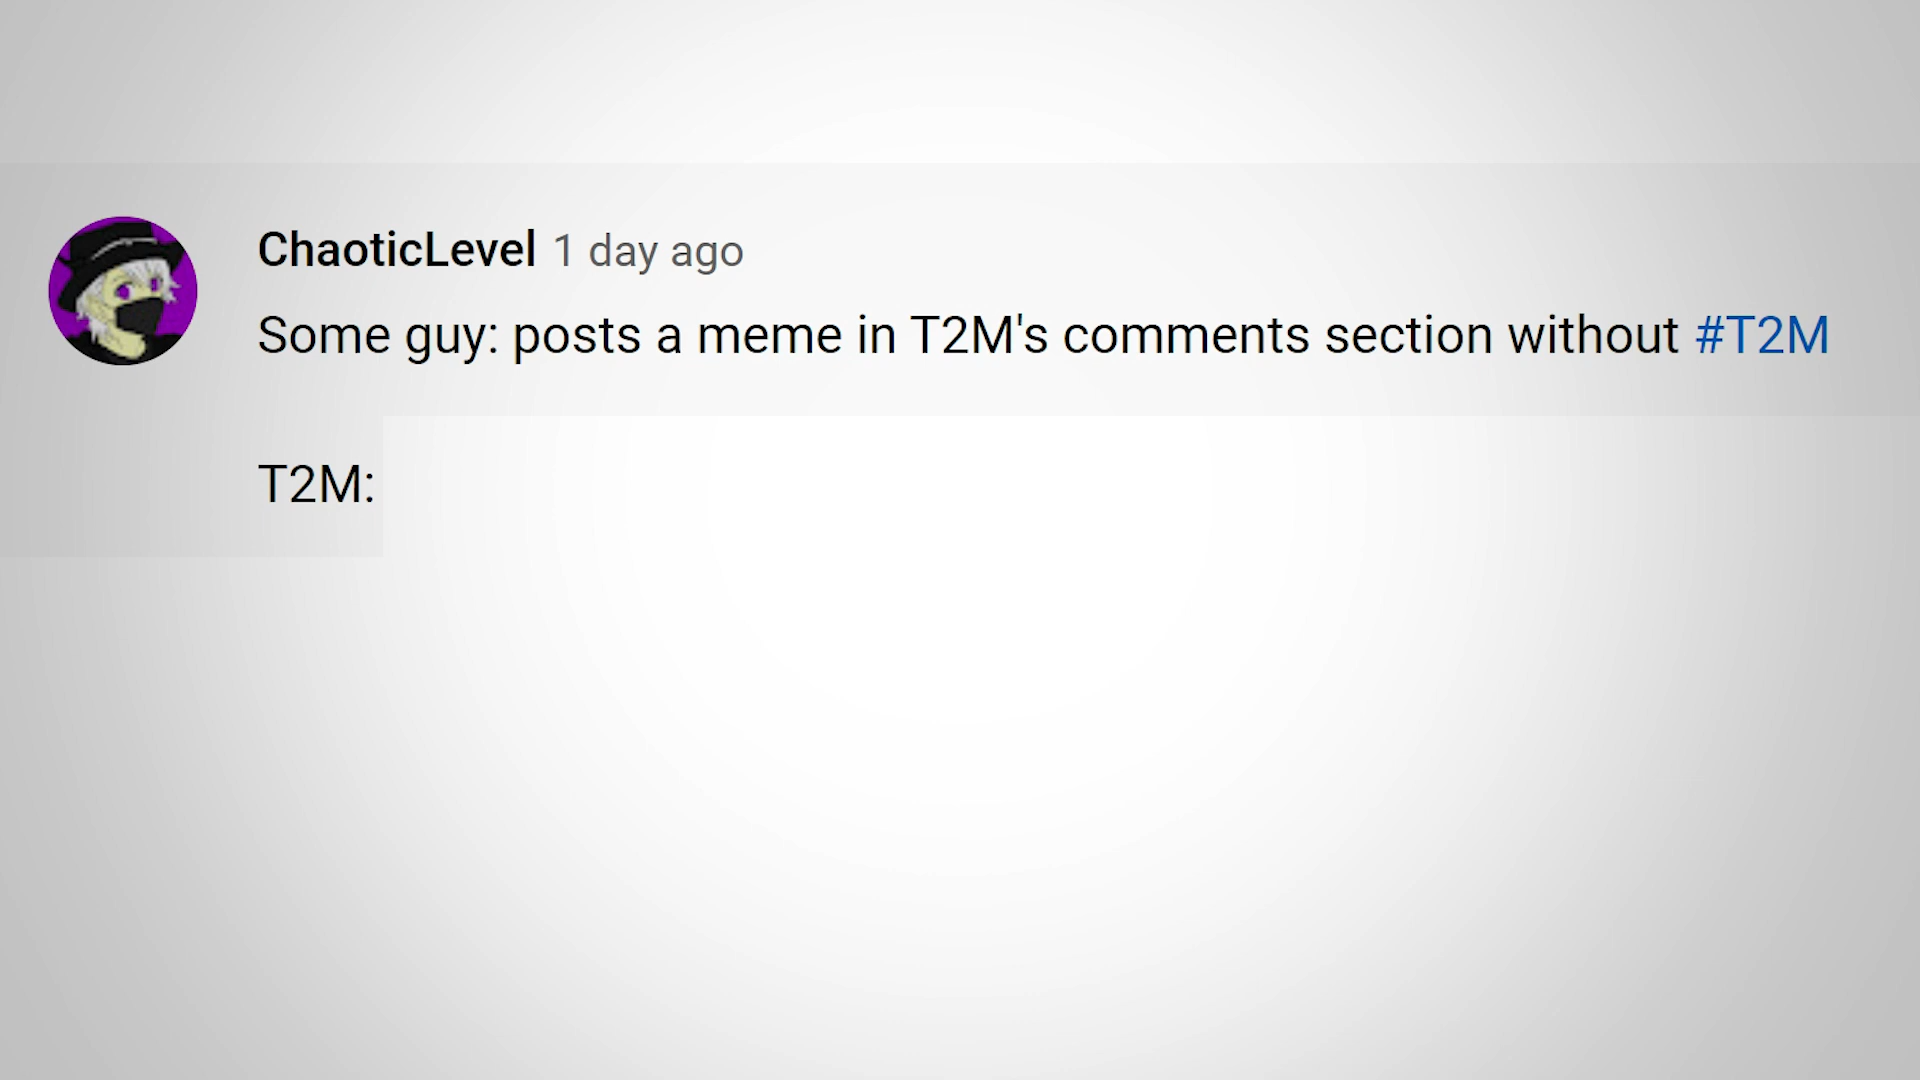 ChaoticLevel 1 day ago
Some guy: posts a meme in T2M's comments section without #T2M
T2M: